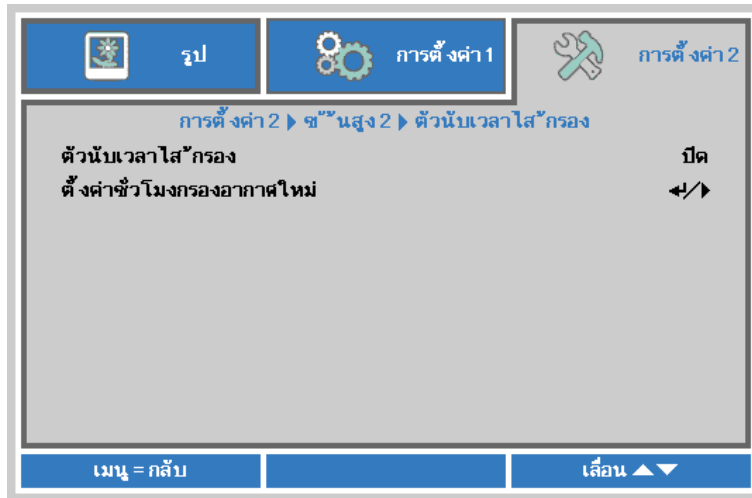 รูป
การตั้งค่า 1
การตั้งค่า 2
การตั้งค่า 2 ▶ ขั้นสูง 2 ▶ ตัวนับเวลาไส้กรอง
ตัวนับเวลาไส้กรอง ปิด
ตั้งค่าชั่วโมงกรองอากาศใหม่ ↵/▶
เมนู = กลับ
เลื่อน ▲▼